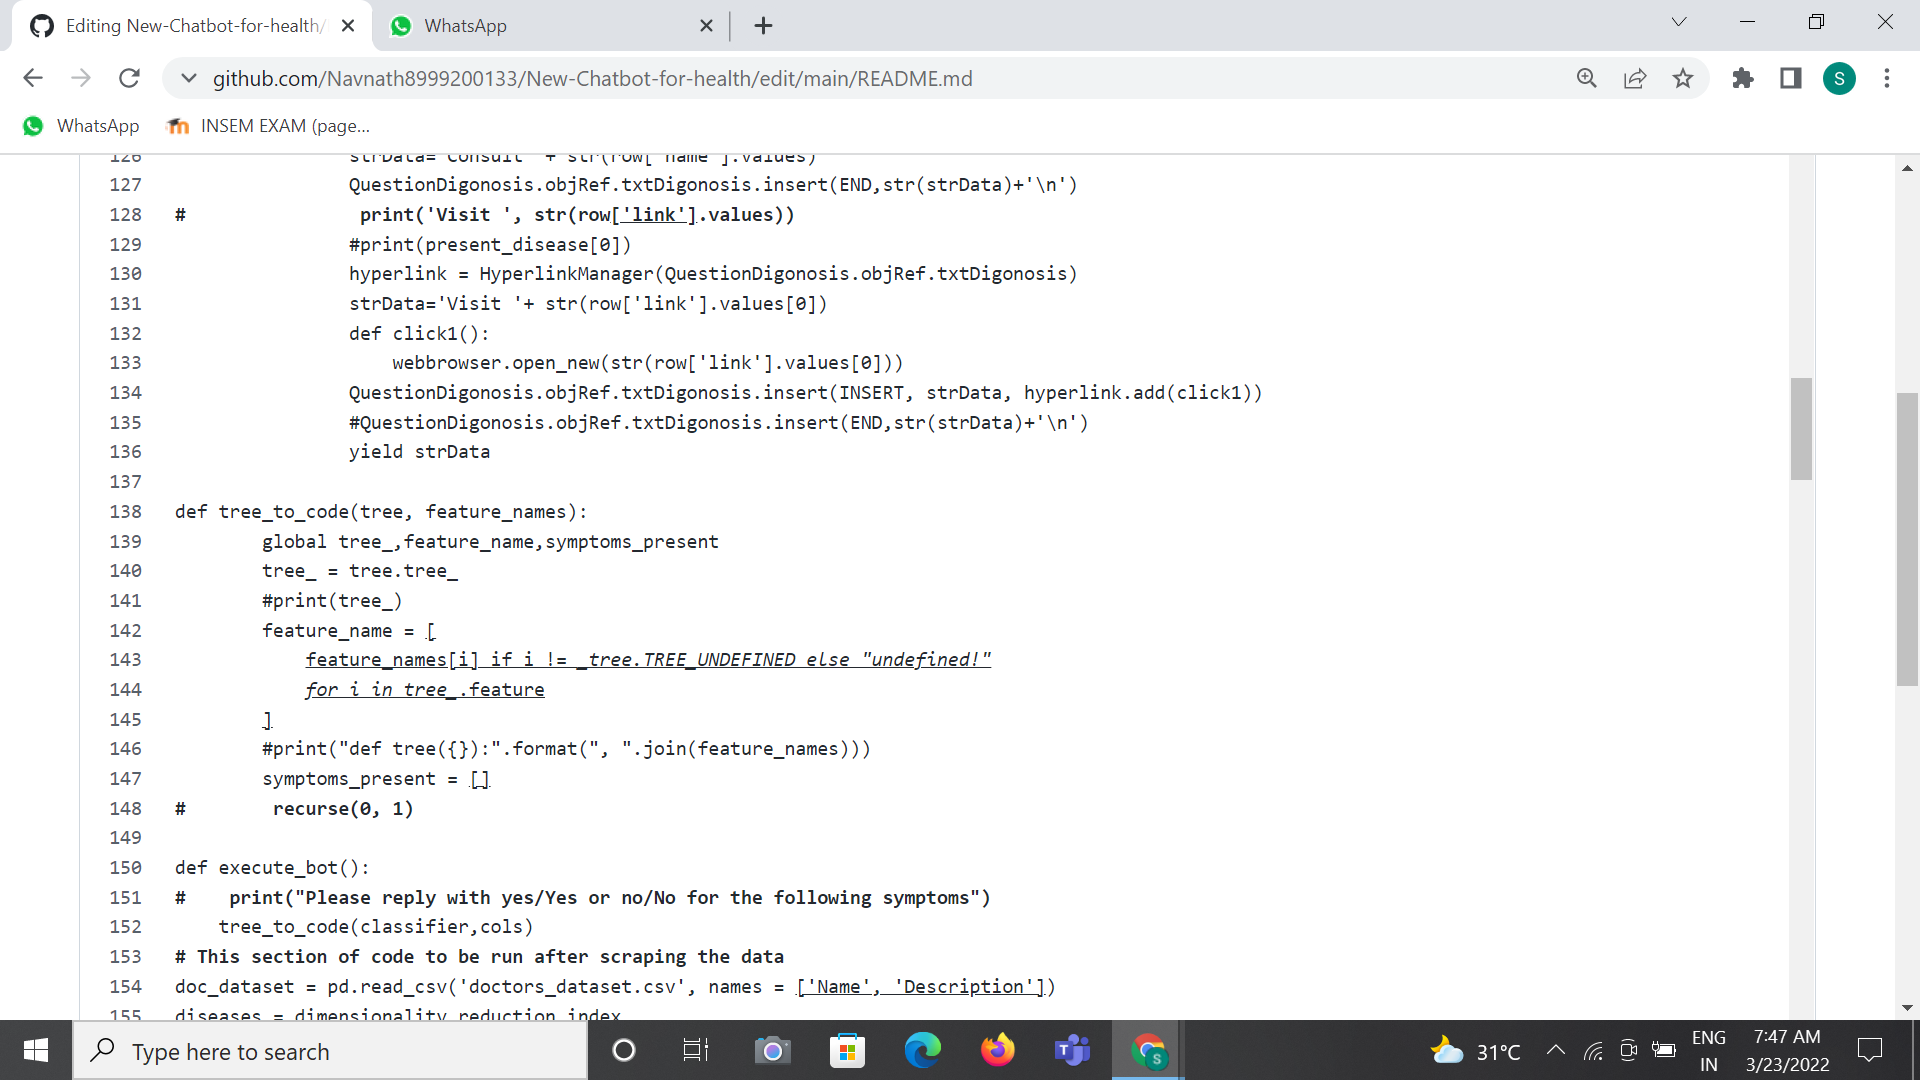 Editing New-Chatbot-for-health/
WhatsApp
github.com/Navnath8999200133/New-Chatbot-for-health/edit/main/README.md
S
WhatsApp
INSEM EXAM (page...
126 strData='Consult '+ str(row['name'].values)
127 QuestionDigonosis.objRef.txtDigonosis.insert(END,str(strData)+'\n')
128 # print('Visit ', str(row['link'].values))
129 #print(present_disease[0])
130 hyperlink = HyperlinkManager(QuestionDigonosis.objRef.txtDigonosis)
131 strData='Visit '+ str(row['link'].values[0])
132 def click1():
133 webbrowser.open_new(str(row['link'].values[0]))
134 QuestionDigonosis.objRef.txtDigonosis.insert(INSERT, strData, hyperlink.add(click1))
135 #QuestionDigonosis.objRef.txtDigonosis.insert(END,str(strData)+'\n')
136 yield strData
137
138 def tree_to_code(tree, feature_names):
139 global tree_,feature_name,symptoms_present
140 tree_ = tree.tree_
141 #print(tree_)
142 feature_name = [
143 feature_names[i] if i != _tree.TREE_UNDEFINED else "undefined!"
144 for i in tree_.feature
145 ]
146 #print("def tree({}):".format(", ".join(feature_names)))
147 symptoms_present = []
148 # recurse(0, 1)
149
150 def execute_bot():
151 # print("Please reply with yes/Yes or no/No for the following symptoms")
152 tree_to_code(classifier,cols)
153 # This section of code to be run after scraping the data
154 doc_dataset = pd.read_csv('doctors_dataset.csv', names = ['Name', 'Description'])
155 diseases = dimensionality_reduction.index
Type here to search
31°C
ENG
IN
7:47 AM
3/23/2022